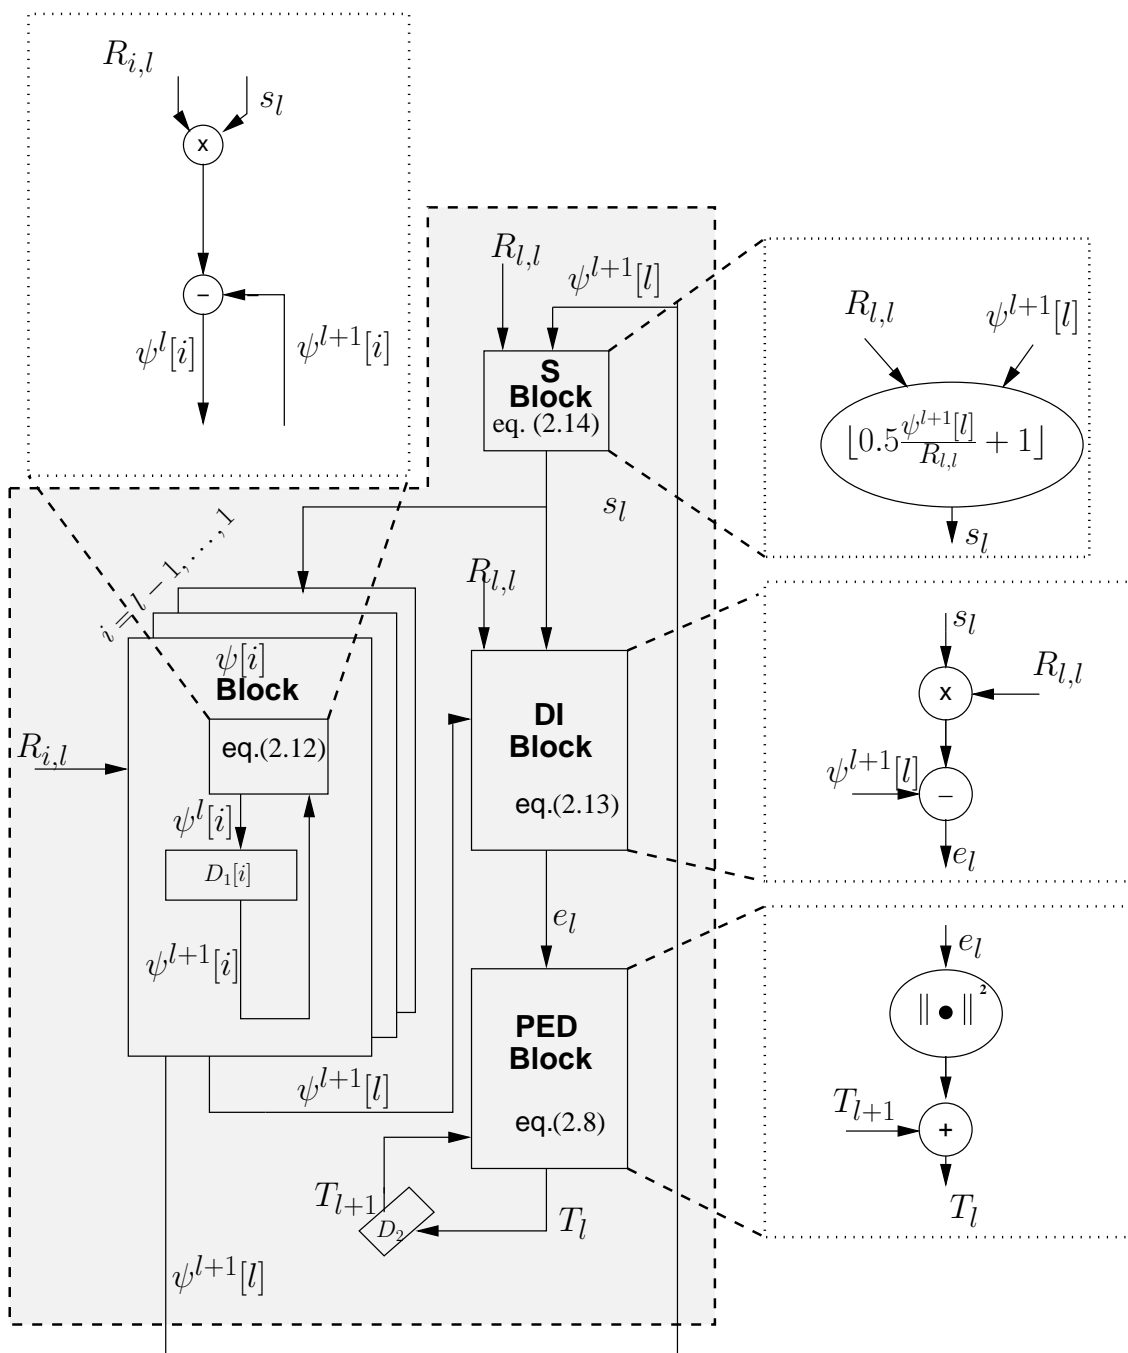 R_{i,l}
s_l
x
−
ψ^l[i]
ψ^{l+1}[i]
R_{l,l}
ψ^{l+1}[l]
S
Block
eq. (2.14)
s_l
R_{l,l}
ψ^{l+1}[l]
⌊0.5 \frac{ψ^{l+1}[l]}{R_{l,l}} + 1⌋
s_l
i = l − 1, …, 1
ψ[i]
Block
eq.(2.12)
R_{i,l}
ψ^l[i]
D_1[i]
ψ^{l+1}[i]
R_{l,l}
DI
Block
eq.(2.13)
s_l
x
R_{l,l}
ψ^{l+1}[l]
−
e_l
e_l
ψ^{l+1}[l]
PED
Block
eq.(2.8)
T_{l+1}
D_2
T_l
ψ^{l+1}[l]
e_l
‖ ● ‖^2
T_{l+1}
+
T_l